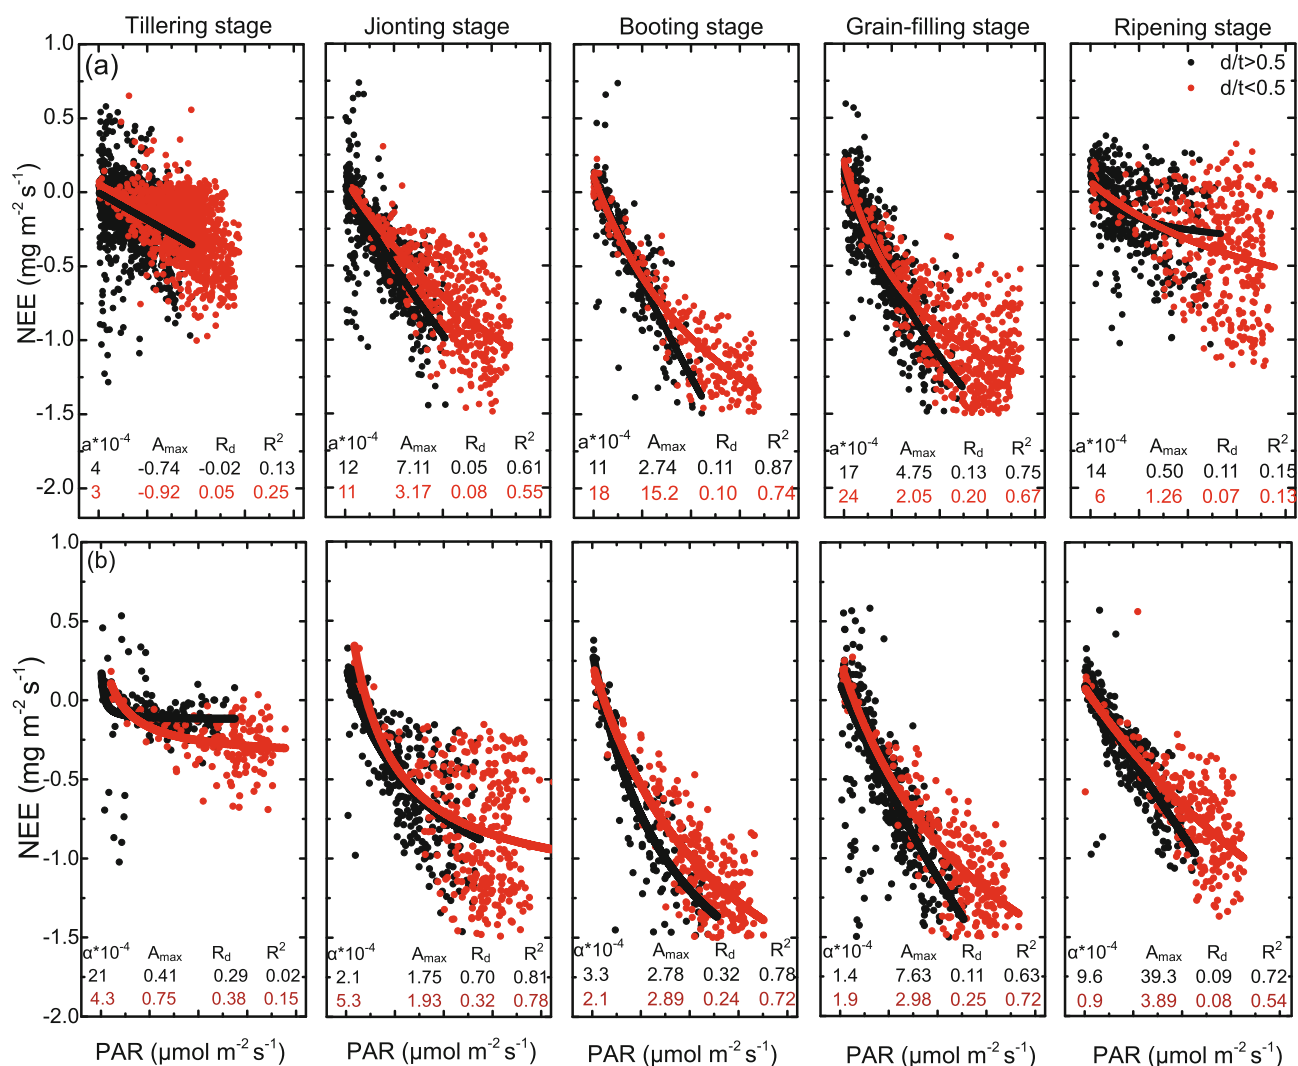 Tillering stage Jionting stage Booting stage Grain-filling stage Ripening stage
(a)
d/t>0.5
d/t<0.5
1.0
0.5
0.0
-0.5
-1.0
-1.5
-2.0
NEE (mg m-2 s-1)
a*10-4 Amax Rd R2
4 -0.74 -0.02 0.13
3 -0.92 0.05 0.25
a*10-4 Amax Rd R2
12 7.11 0.05 0.61
11 3.17 0.08 0.55
a*10-4 Amax Rd R2
11 2.74 0.11 0.87
18 15.2 0.10 0.74
a*10-4 Amax Rd R2
17 4.75 0.13 0.75
24 2.05 0.20 0.67
a*10-4 Amax Rd R2
14 0.50 0.11 0.15
6 1.26 0.07 0.13
(b)
1.0
0.5
0.0
-0.5
-1.0
-1.5
-2.0
NEE (mg m-2 s-1)
α*10-4 Amax Rd R2
21 0.41 0.29 0.02
4.3 0.75 0.38 0.15
α*10-4 Amax Rd R2
2.1 1.75 0.70 0.81
5.3 1.93 0.32 0.78
α*10-4 Amax Rd R2
3.3 2.78 0.32 0.78
2.1 2.89 0.24 0.72
α*10-4 Amax Rd R2
1.4 7.63 0.11 0.63
1.9 2.98 0.25 0.72
α*10-4 Amax Rd R2
9.6 39.3 0.09 0.72
0.9 3.89 0.08 0.54
PAR (µmol m-2 s-1) PAR (µmol m-2 s-1) PAR (µmol m-2 s-1) PAR (µmol m-2 s-1) PAR (µmol m-2 s-1)